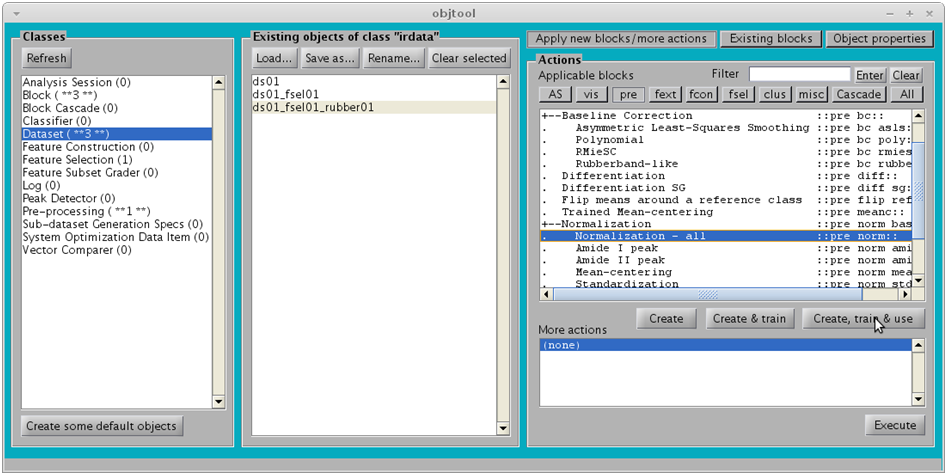 objtool
Classes
Refresh
Analysis Session (0)
Block ( **3 **)
Block Cascade (0)
Classifier (0)
Dataset ( **3 **)
Feature Construction (0)
Feature Selection (1)
Feature Subset Grader (0)
Log (0)
Peak Detector (0)
Pre-processing ( **1 **)
Sub-dataset Generation Specs (0)
System Optimization Data Item (0)
Vector Comparer (0)
Create some default objects
Existing objects of class "irdata"
Load... Save as... Rename... Clear selected
ds01
ds01_fsel01
ds01_fsel01_rubber01
Apply new blocks/more actions Existing blocks Object properties
Actions
Applicable blocks Filter Enter Clear
AS vis pre fext fcon fsel clus misc Cascade All
+--Baseline Correction ::pre bc::
. Asymmetric Least-Squares Smoothing ::pre bc asls:
. Polynomial ::pre bc poly:
. RMieSC ::pre bc rmies
. Rubberband-like ::pre bc rubbe
. Differentiation ::pre diff::
. Differentiation SG ::pre diff sg:
. Flip means around a reference class ::pre flip ref
. Trained Mean-centering ::pre meanc::
+--Normalization ::pre norm bas
. Normalization - all ::pre norm::
. Amide I peak ::pre norm ami
. Amide II peak ::pre norm ami
. Mean-centering ::pre norm mea
. Standardization ::pre norm std
Create Create & train Create, train & use
More actions
(none)
Execute